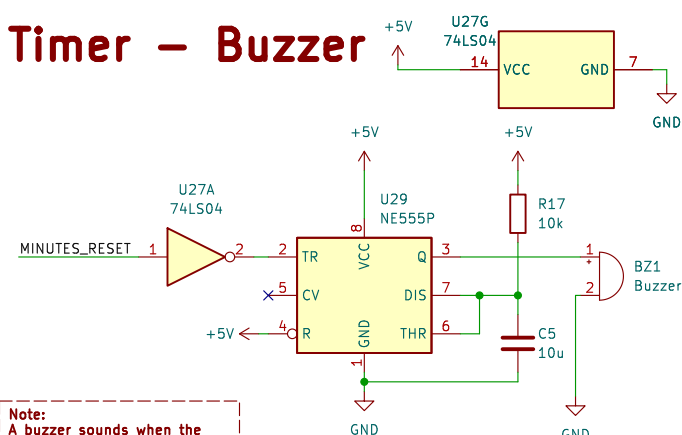 Timer - Buzzer
+5V
U27G
74LS04
14
VCC
GND
7
GND
+5V
+5V
U27A
74LS04
U29
NE555P
R17
10k
8
VCC
MINUTES_RESET
1
2
2
TR
Q
3
1
+
BZ1
Buzzer
5
CV
DIS
7
2
+5V
4
R
GND
THR
6
C5
10u
1
GND
GND
Note:
A buzzer sounds when the